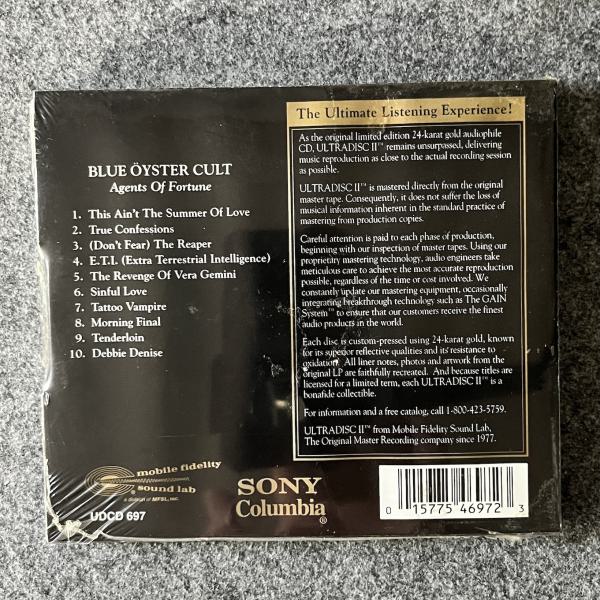 BLUE ÖYSTER CULT
Agents Of Fortune
1. This Ain't The Summer Of Love
2. True Confessions
3. (Don't Fear) The Reaper
4. E.T.I. (Extra Terrestrial Intelligence)
5. The Revenge Of Vera Gemini
6. Sinful Love
7. Tattoo Vampire
8. Morning Final
9. Tenderloin
10. Debbie Denise
The Ultimate Listening Experience!
As the original limited edition 24-karat gold audiophile
CD, ULTRADISC II™ remains unsurpassed, delivering
music reproduction as close to the actual recording session
as possible.
ULTRADISC II™ is mastered directly from the original
master tape. Consequently, it does not suffer the loss of
musical information inherent in the standard practice of
mastering from production copies.
Careful attention is paid to each phase of production,
beginning with our inspection of master tapes. Using our
proprietary mastering technology, audio engineers take
meticulous care to achieve the most accurate reproduction
possible, regardless of the time or cost involved. We
constantly update our mastering equipment, occasionally
integrating breakthrough technology such as The GAIN
System™ to ensure that our customers receive the finest
audio products in the world.
Each disc is custom-pressed using 24-karat gold, known
for its superior reflective qualities and its resistance to
oxidation. All liner notes, photos and artwork from the
original LP are faithfully recreated. And because titles are
licensed for a limited term, each ULTRADISC II™ is a
bonafide collectible.
For information and a free catalog, call 1-800-423-5759.
ULTRADISC II™ from Mobile Fidelity Sound Lab,
The Original Master Recording company since 1977.
mobile fidelity
sound lab
a division of MFSL, INC.
UDCD 697
SONY
Columbia
®
0 15775 46972 3